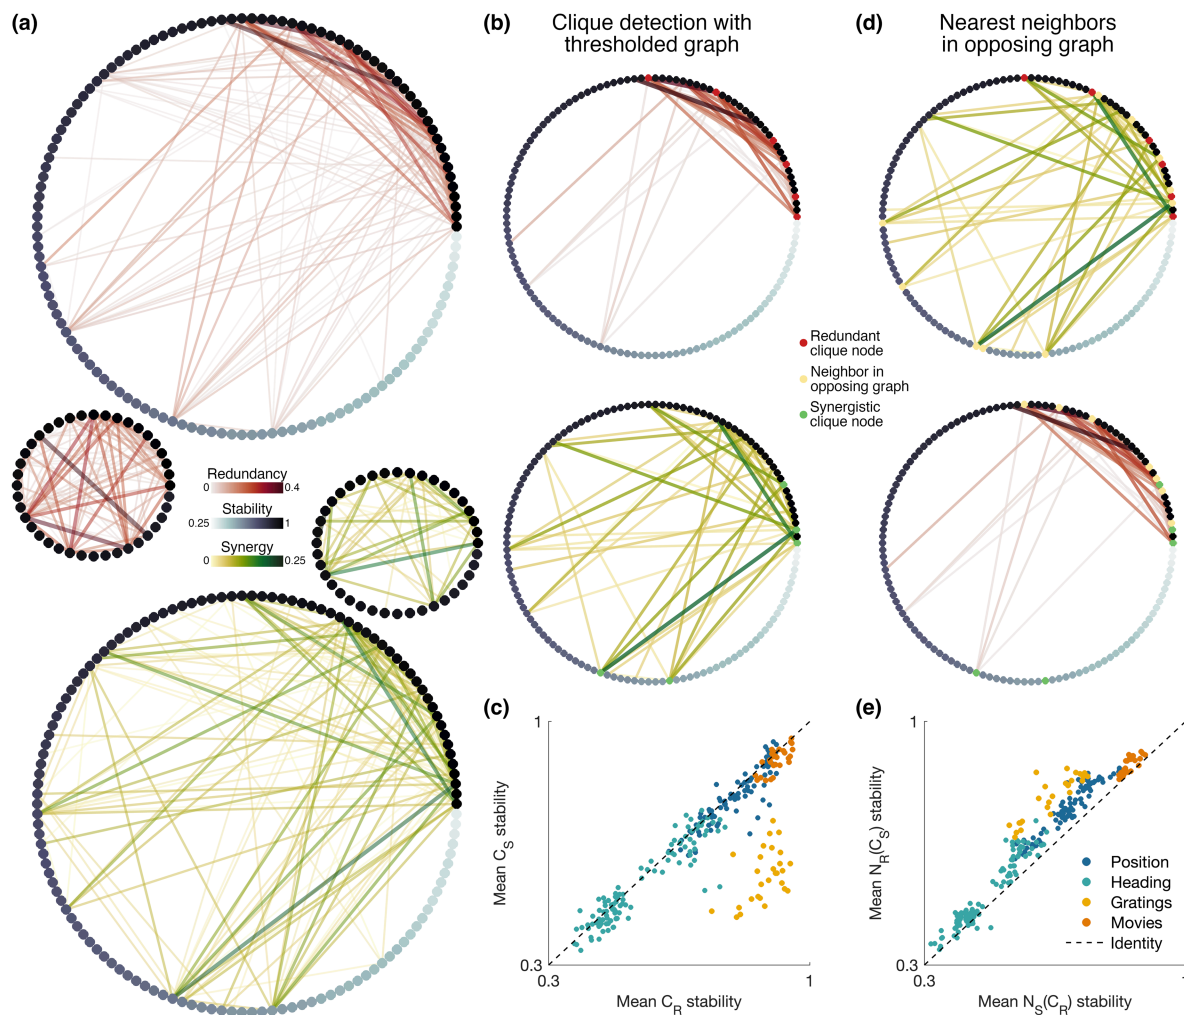 (a)
(b)
Clique detection with
thresholded graph
(d)
Nearest neighbors
in opposing graph
Redundant
clique node
Neighbor in
opposing graph
Synergistic
clique node
Redundancy
0 0.4
Stability
0.25 1
Synergy
0 0.25
(c)
1
Mean C_S stability
0.3
0.3 1
Mean C_R stability
(e)
1
Mean N_R(C_S) stability
0.3
0.3 1
Mean N_S(C_R) stability
Position
Heading
Gratings
Movies
Identity